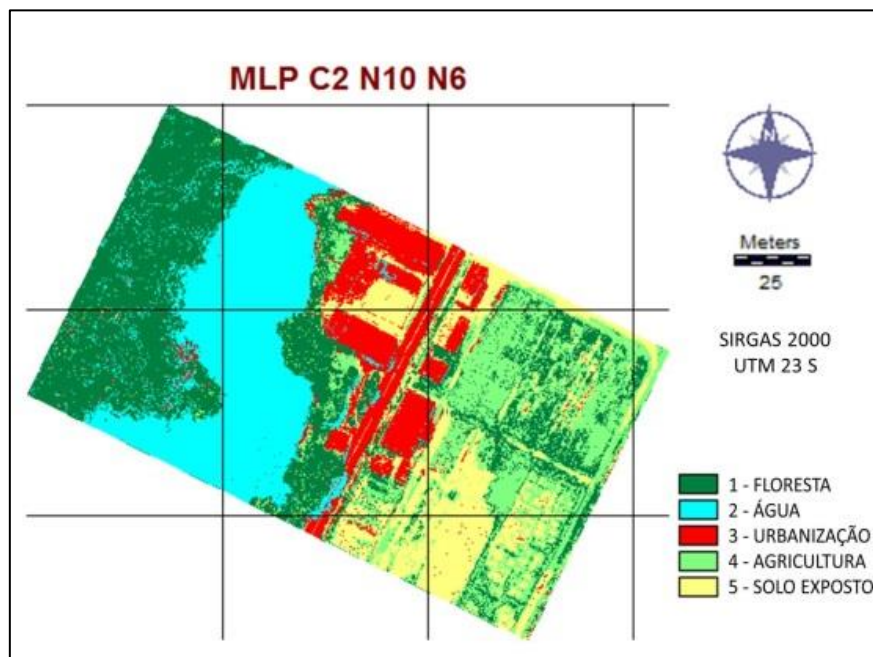 MLP C2 N10 N6
N
Meters
25
SIRGAS 2000
UTM 23 S
1 - FLORESTA
2 - ÁGUA
3 - URBANIZAÇÃO
4 - AGRICULTURA
5 - SOLO EXPOSTO